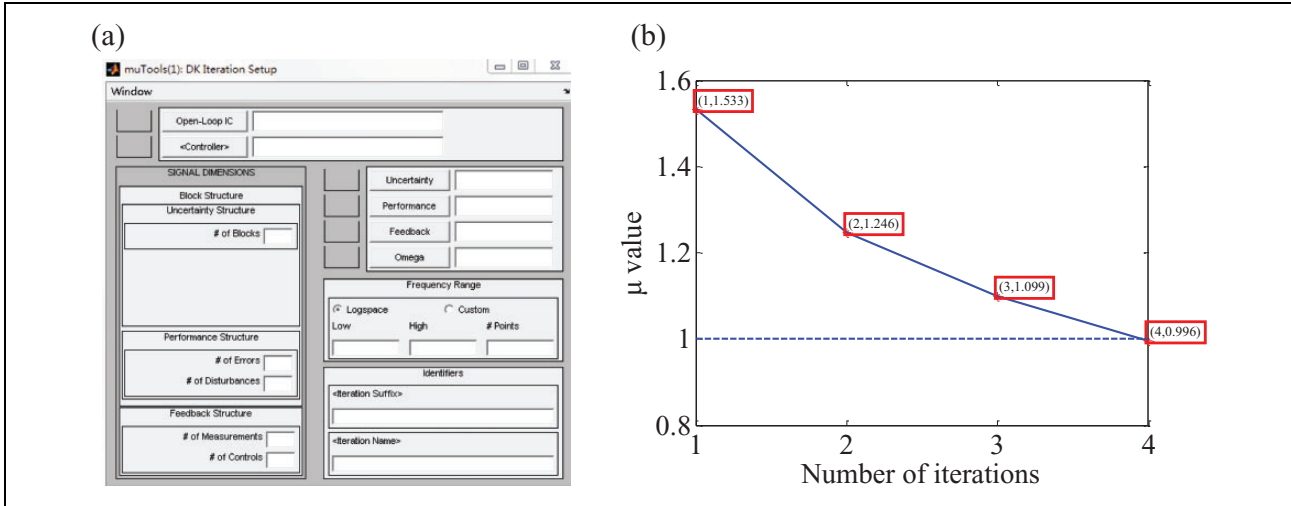 (a)
muTools(1): DK Iteration Setup
Window
Open-Loop IC
<Controller>
SIGNAL DIMENSIONS
Block Structure
Uncertainty Structure
# of Blocks
Performance Structure
# of Errors
# of Disturbances
Feedback Structure
# of Measurements
# of Controls
Uncertainty
Performance
Feedback
Omega
Frequency Range
Logspace Custom
Low High # Points
Identifiers
<Iteration Suffix>
<Iteration Name>
(b)
1.6
1.4
1.2
1
0.8
μ value
(1,1.533)
(2,1.246)
(3,1.099)
(4,0.996)
1 2 3 4
Number of iterations